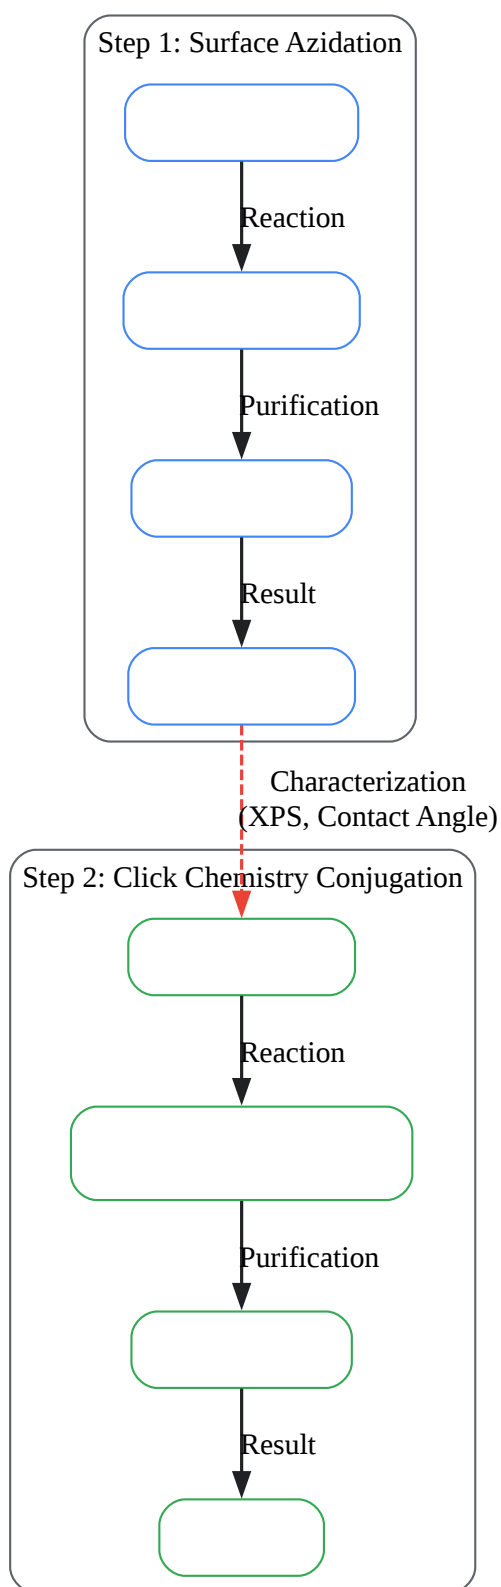 Step 1: Surface Azidation
Reaction
Purification
Result
Characterization
(XPS, Contact Angle)
Step 2: Click Chemistry Conjugation
Reaction
Purification
Result